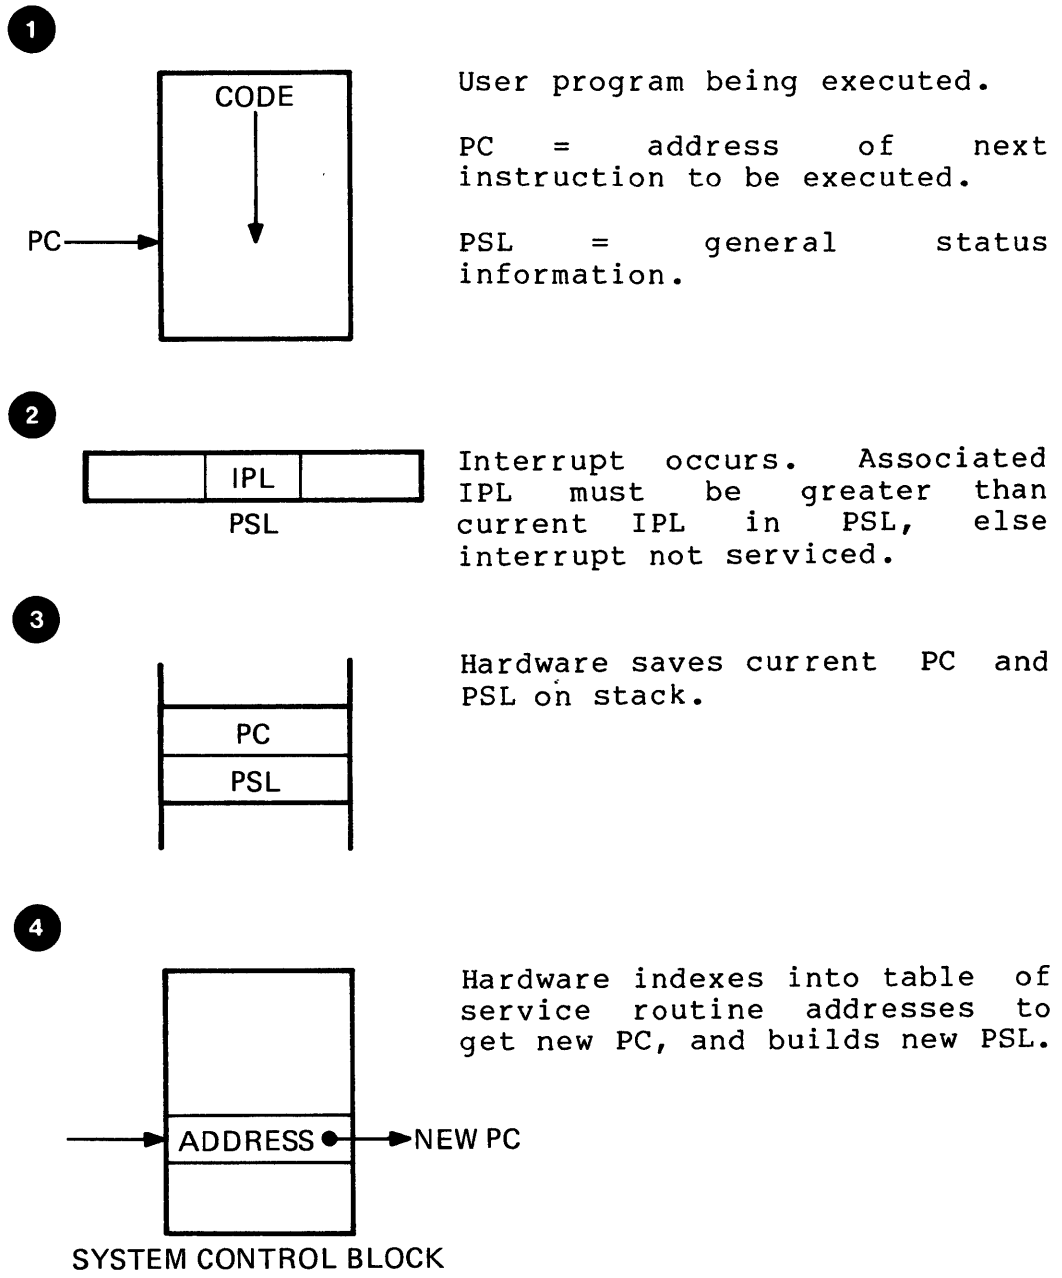 1
CODE
PC
User program being executed.
PC = address of next
instruction to be executed.
PSL = general status
information.
2
IPL
PSL
Interrupt occurs. Associated
IPL must be greater than
current IPL in PSL, else
interrupt not serviced.
3
PC
PSL
Hardware saves current PC and
PSL on stack.
4
ADDRESS
NEW PC
SYSTEM CONTROL BLOCK
Hardware indexes into table of
service routine addresses to
get new PC, and builds new PSL.